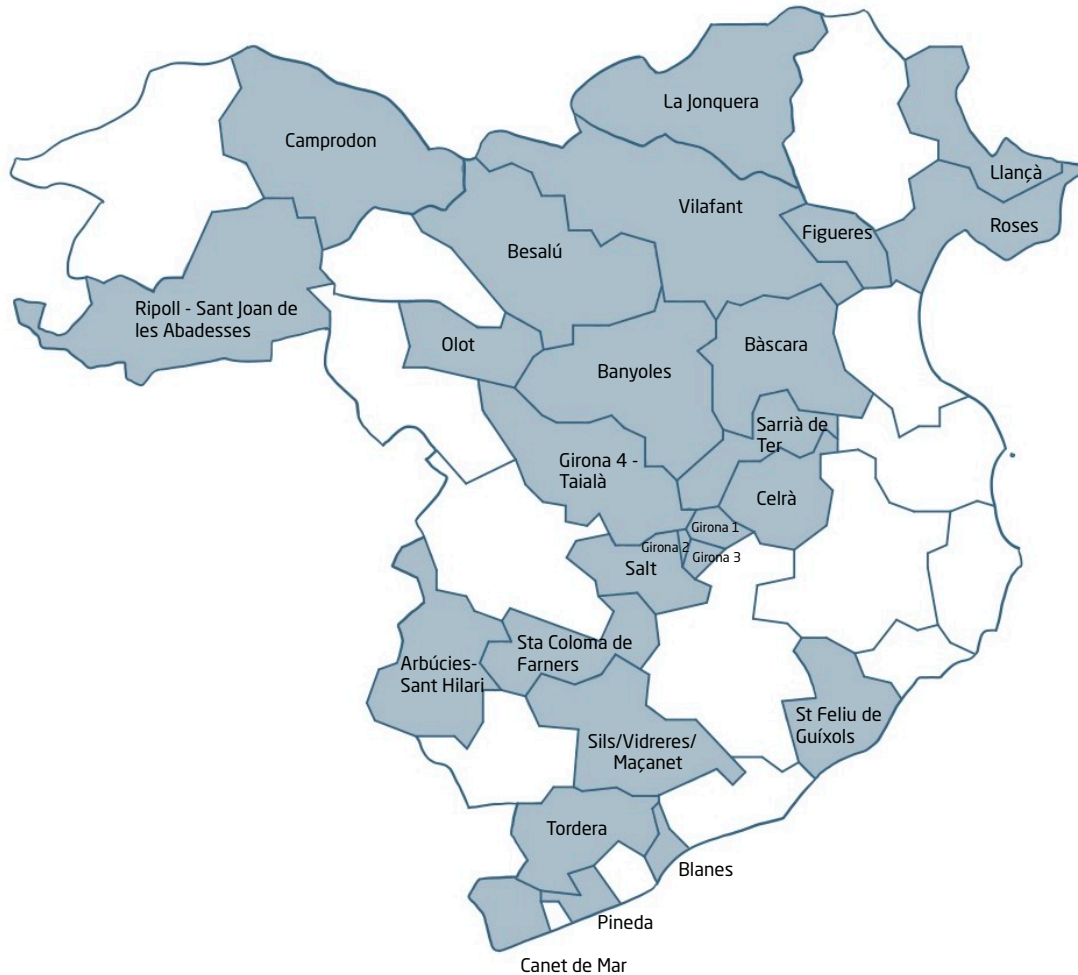 La Jonquera
Camprodon
Llançà
Vilafant
Roses
Figueres
Besalú
Ripoll - Sant Joan de
les Abadesses
Olot
Bàscara
Banyoles
Sarrià de
Ter
Girona 4 -
Taialà
Celrà
Girona 1
Girona 2
Girona 3
Salt
Sta Coloma de
Farners
Arbúcies-
Sant Hilari
St Feliu de
Guíxols
Sils/Vidreres/
Maçanet
Tordera
Blanes
Pineda
Canet de Mar